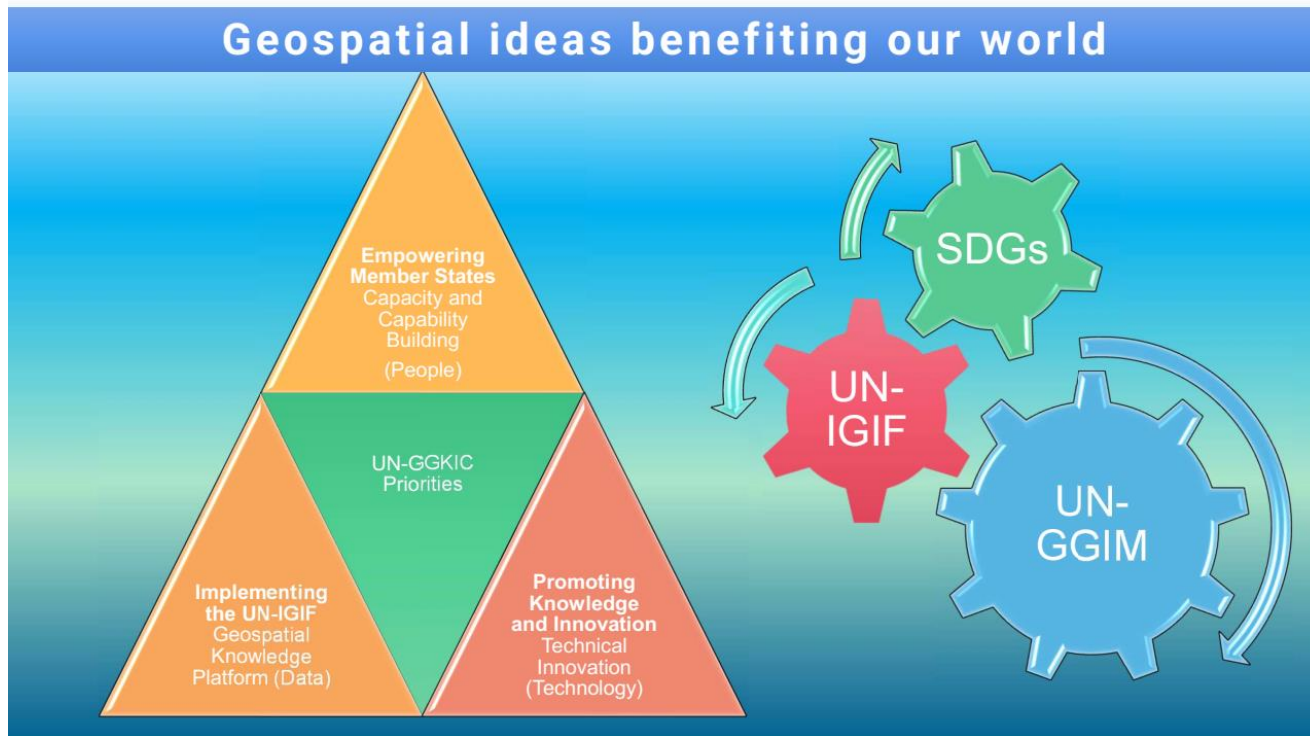 Geospatial ideas benefiting our world
Empowering
Member States
Capacity and
Capability
Building
(People)
UN-GGKIC
Priorities
Implementing
the UN-IGIF
Geospatial
Knowledge
Platform (Data)
Promoting
Knowledge
and Innovation
Technical
Innovation
(Technology)
SDGs
UN-
IGIF
UN-
GGIM